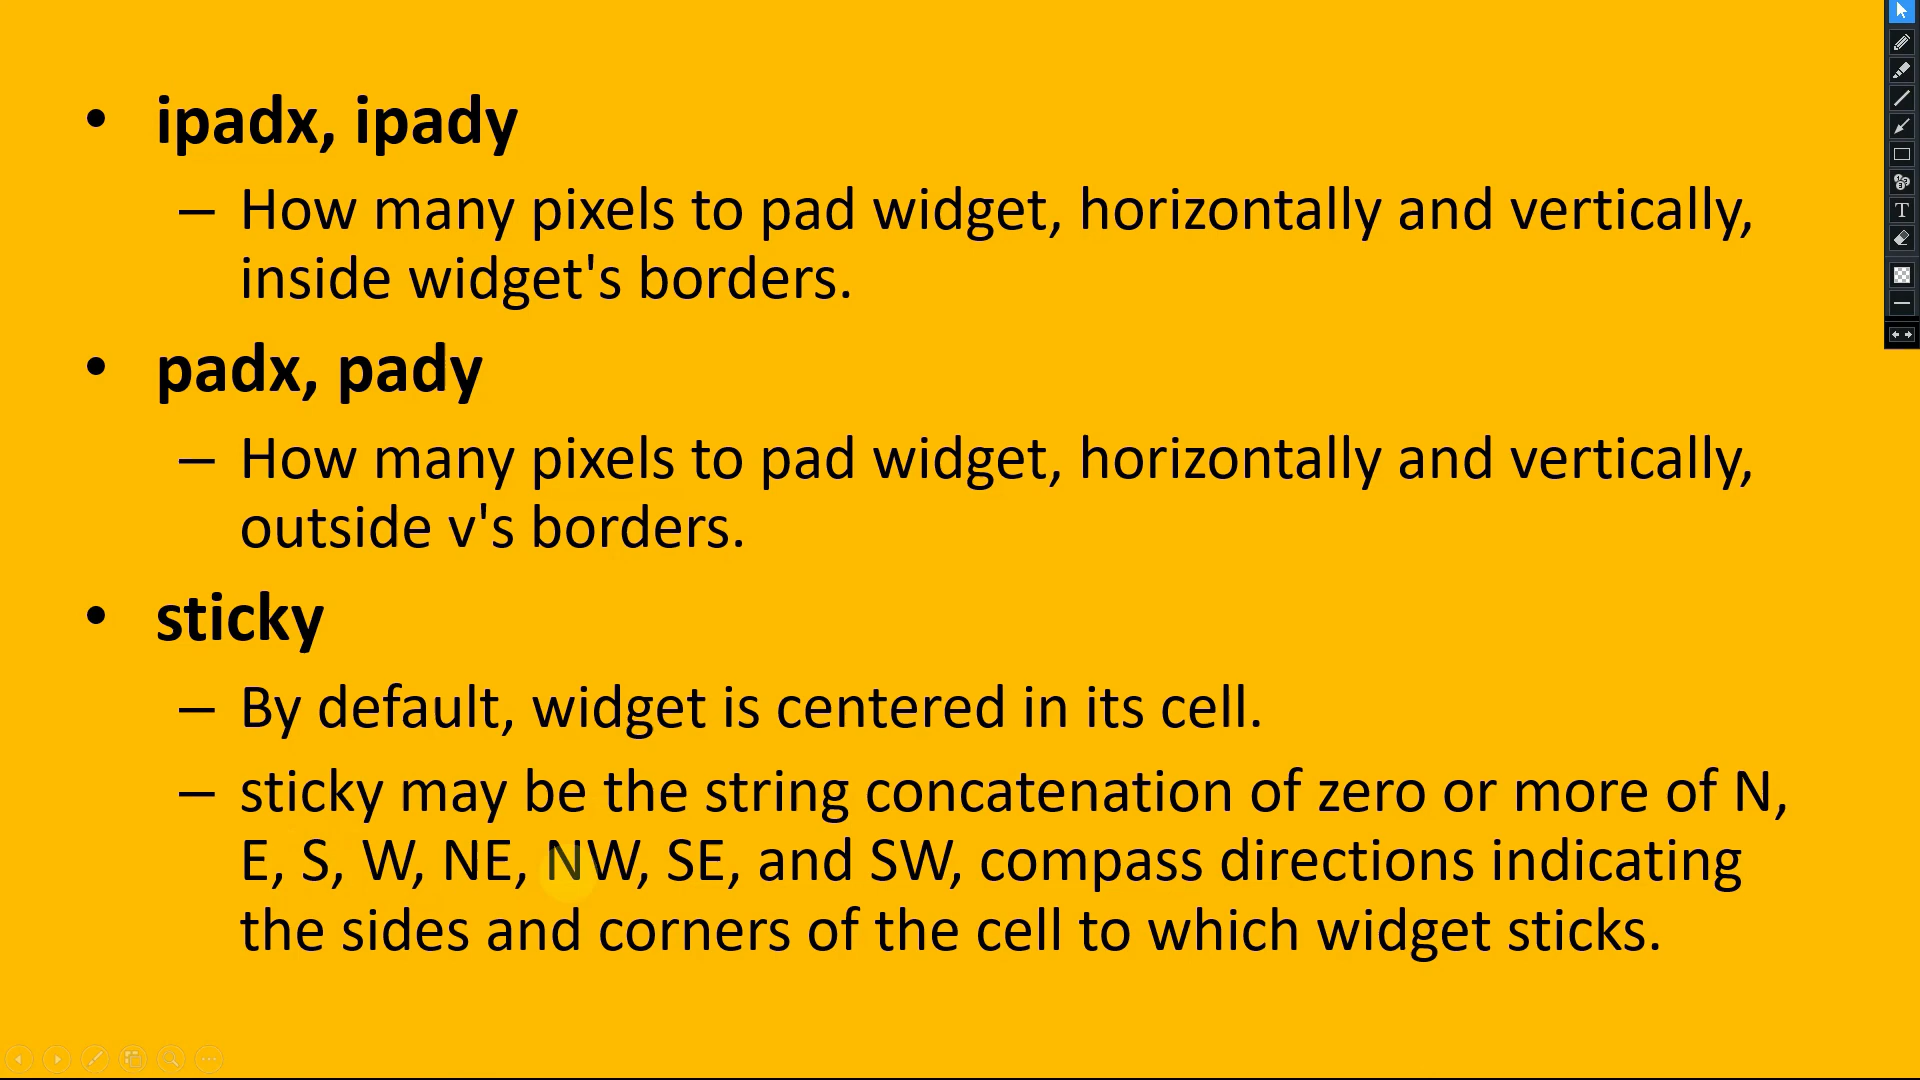 • ipadx, ipady
– How many pixels to pad widget, horizontally and vertically,
inside widget's borders.
• padx, pady
– How many pixels to pad widget, horizontally and vertically,
outside v's borders.
• sticky
– By default, widget is centered in its cell.
– sticky may be the string concatenation of zero or more of N,
E, S, W, NE, NW, SE, and SW, compass directions indicating
the sides and corners of the cell to which widget sticks.
T